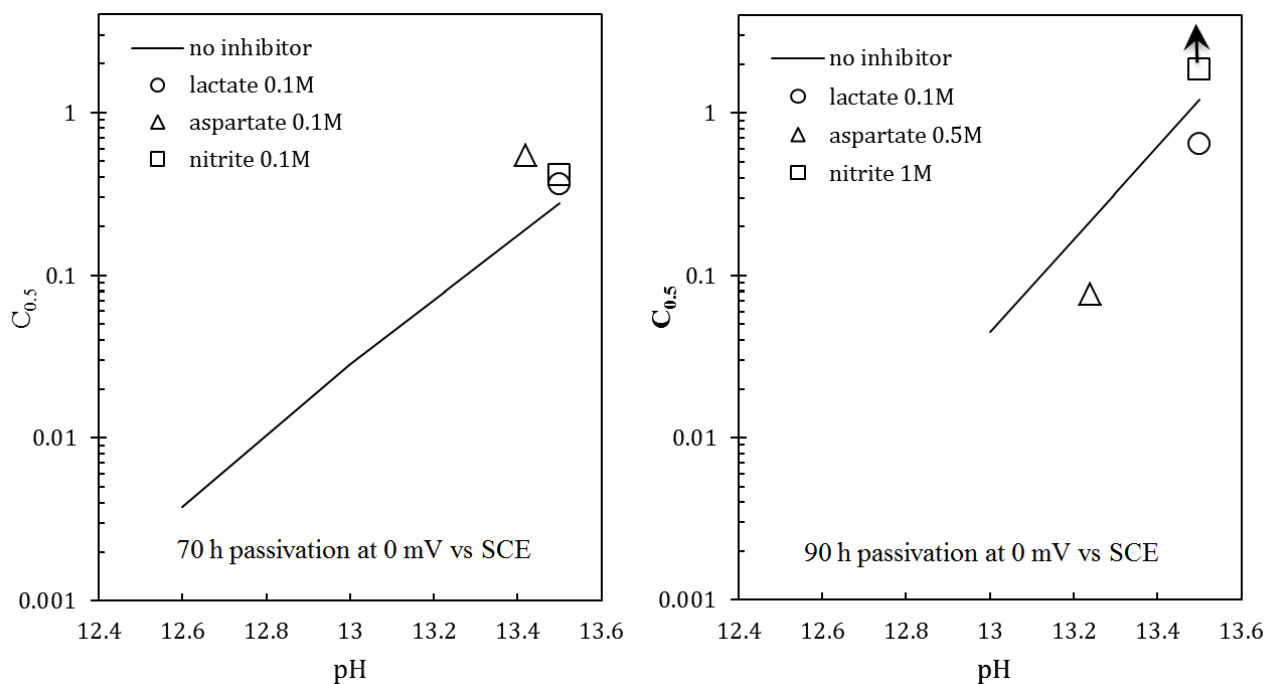 no inhibitor
lactate 0.1M
aspartate 0.1M
nitrite 0.1M
1
0.1
0.01
0.001
C0.5
70 h passivation at 0 mV vs SCE
12.4 12.6 12.8 13 13.2 13.4 13.6
pH
no inhibitor
lactate 0.1M
aspartate 0.5M
nitrite 1M
1
0.1
0.01
0.001
C0.5
90 h passivation at 0 mV vs SCE
12.4 12.6 12.8 13 13.2 13.4 13.6
pH